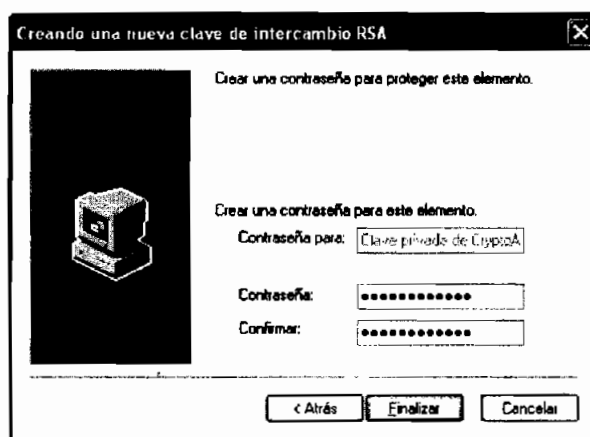 Creando una nueva clave de intercambio RSA
Crear una contraseña para proteger este elemento.
Crear una contraseña para este elemento.
Contraseña para: Clave privada de CryptoA
Contraseña: ••••••••••••
Confirmar: ••••••••••••
< Atrás Finalizar Cancelar